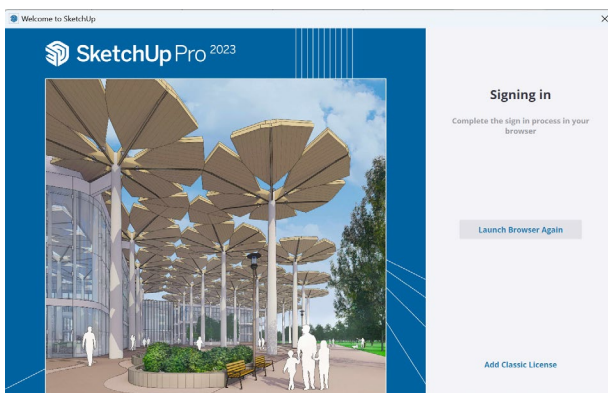 Welcome to SketchUp
SketchUp Pro 2023
Signing in
Complete the sign in process in your
browser
Launch Browser Again
Add Classic License